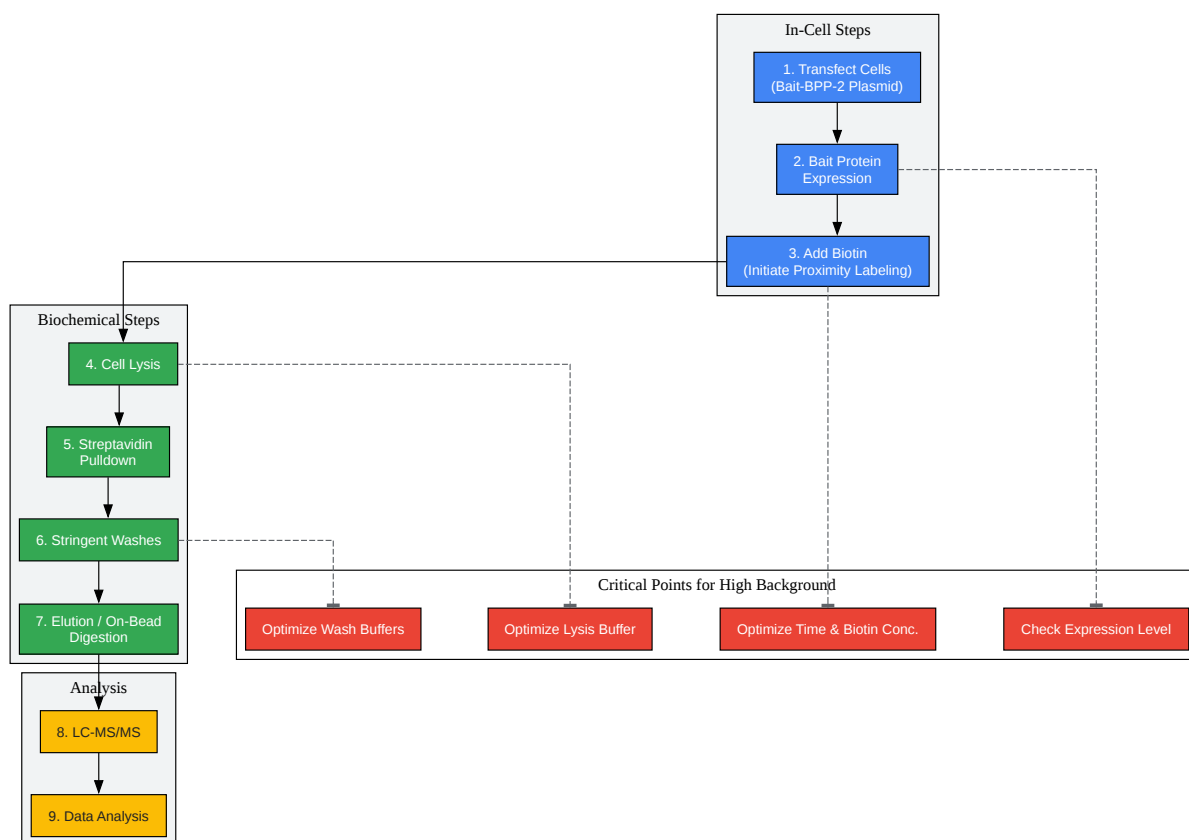 In-Cell Steps
1. Transfect Cells
(Bait-BPP-2 Plasmid)
2. Bait Protein
Expression
3. Add Biotin
(Initiate Proximity Labeling)
Biochemical Steps
4. Cell Lysis
5. Streptavidin
Pulldown
6. Stringent Washes
7. Elution / On-Bead
Digestion
Critical Points for High Background
Optimize Wash Buffers
Optimize Lysis Buffer
Optimize Time & Biotin Conc.
Check Expression Level
Analysis
8. LC-MS/MS
9. Data Analysis